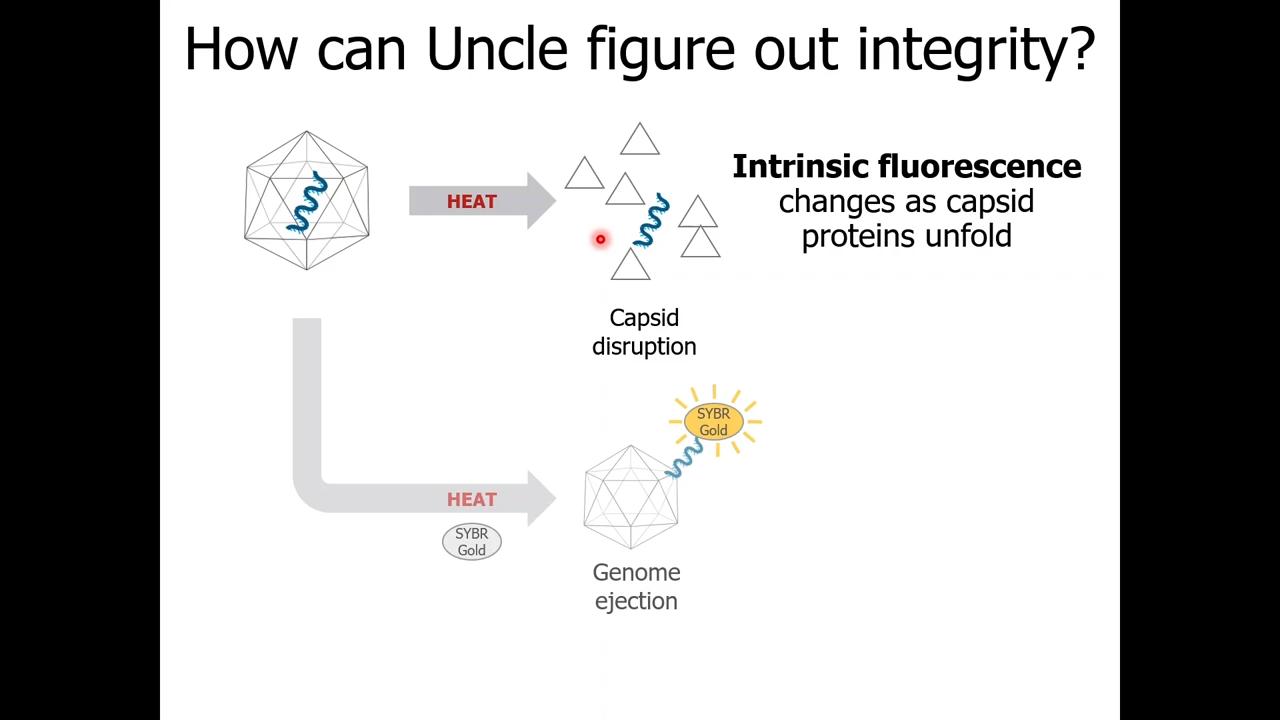 How can Uncle figure out integrity?
HEAT
Intrinsic fluorescence
changes as capsid
proteins unfold
Capsid
disruption
SYBR
Gold
HEAT
SYBR
Gold
Genome
ejection